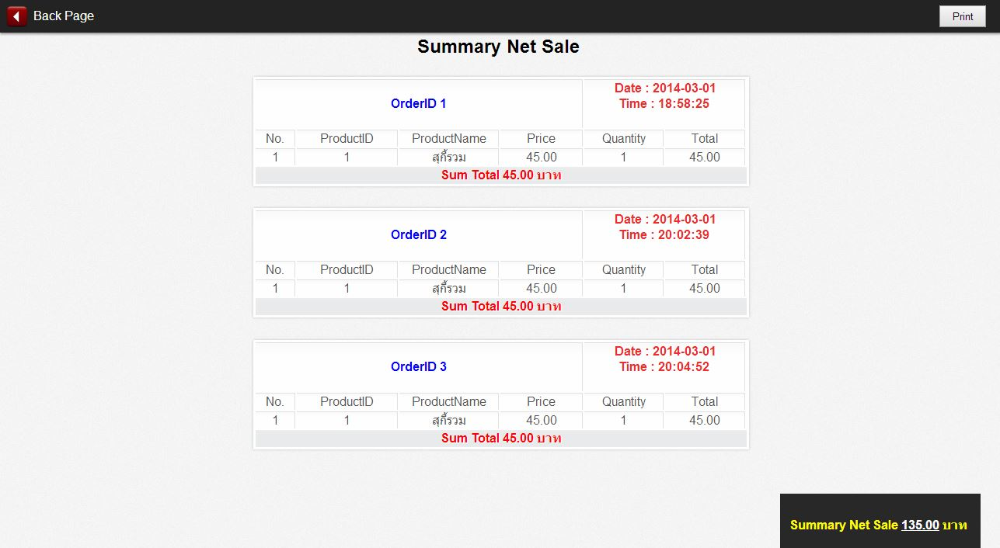 Back Page
Print
Summary Net Sale
OrderID 1
Date : 2014-03-01
Time : 18:58:25
No. ProductID ProductName Price Quantity Total
1 1 สุกี้รวม 45.00 1 45.00
Sum Total 45.00 บาท
OrderID 2
Date : 2014-03-01
Time : 20:02:39
No. ProductID ProductName Price Quantity Total
1 1 สุกี้รวม 45.00 1 45.00
Sum Total 45.00 บาท
OrderID 3
Date : 2014-03-01
Time : 20:04:52
No. ProductID ProductName Price Quantity Total
1 1 สุกี้รวม 45.00 1 45.00
Sum Total 45.00 บาท
Summary Net Sale 135.00 บาท